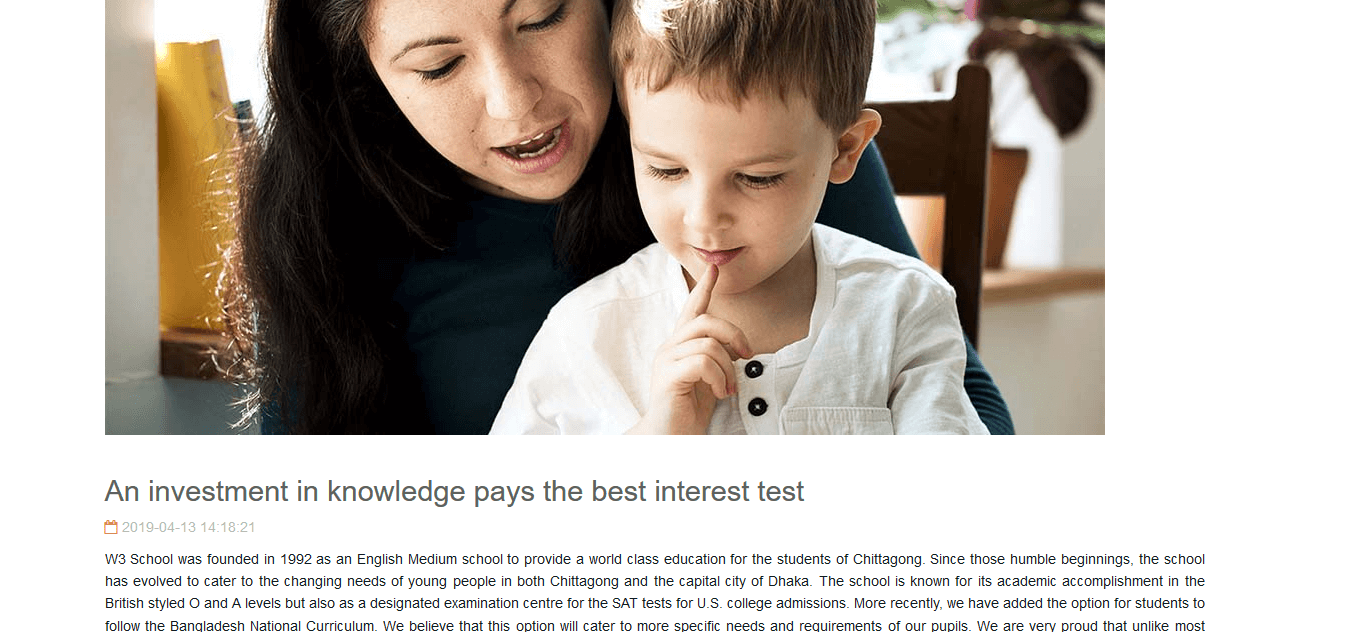 An investment in knowledge pays the best interest test
2019-04-13 14:18:21
W3 School was founded in 1992 as an English Medium school to provide a world class education for the students of Chittagong. Since those humble beginnings, the school
has evolved to cater to the changing needs of young people in both Chittagong and the capital city of Dhaka. The school is known for its academic accomplishment in the
British styled O and A levels but also as a designated examination centre for the SAT tests for U.S. college admissions. More recently, we have added the option for students to
follow the Bangladesh National Curriculum. We believe that this option will cater to more specific needs and requirements of our pupils. We are very proud that unlike most